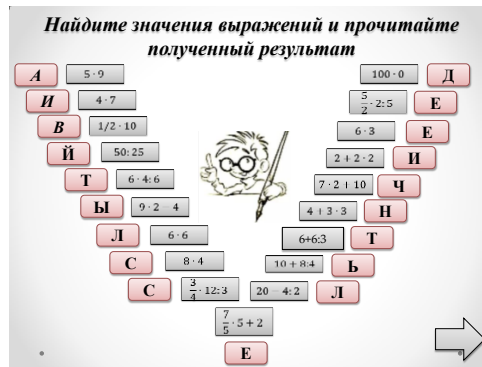 Найдите значения выражений и прочитайте
полученный результат
А 5 · 9 100 · 0 Д
И 4 · 7 5/2 · 2: 5 Е
В 1/2 · 10 6 · 3 Е
Й 50: 25 2 + 2 · 2 И
Т 6 · 4: 6 7 · 2 + 10 Ч
Ы 9 · 2 − 4 4 + 3 · 3 Н
Л 6 · 6 6+6:3 Т
С 8 · 4 10 + 8:4 Ь
С 3/4 · 12: 3 20 − 4: 2 Л
7/5 · 5 + 2
Е